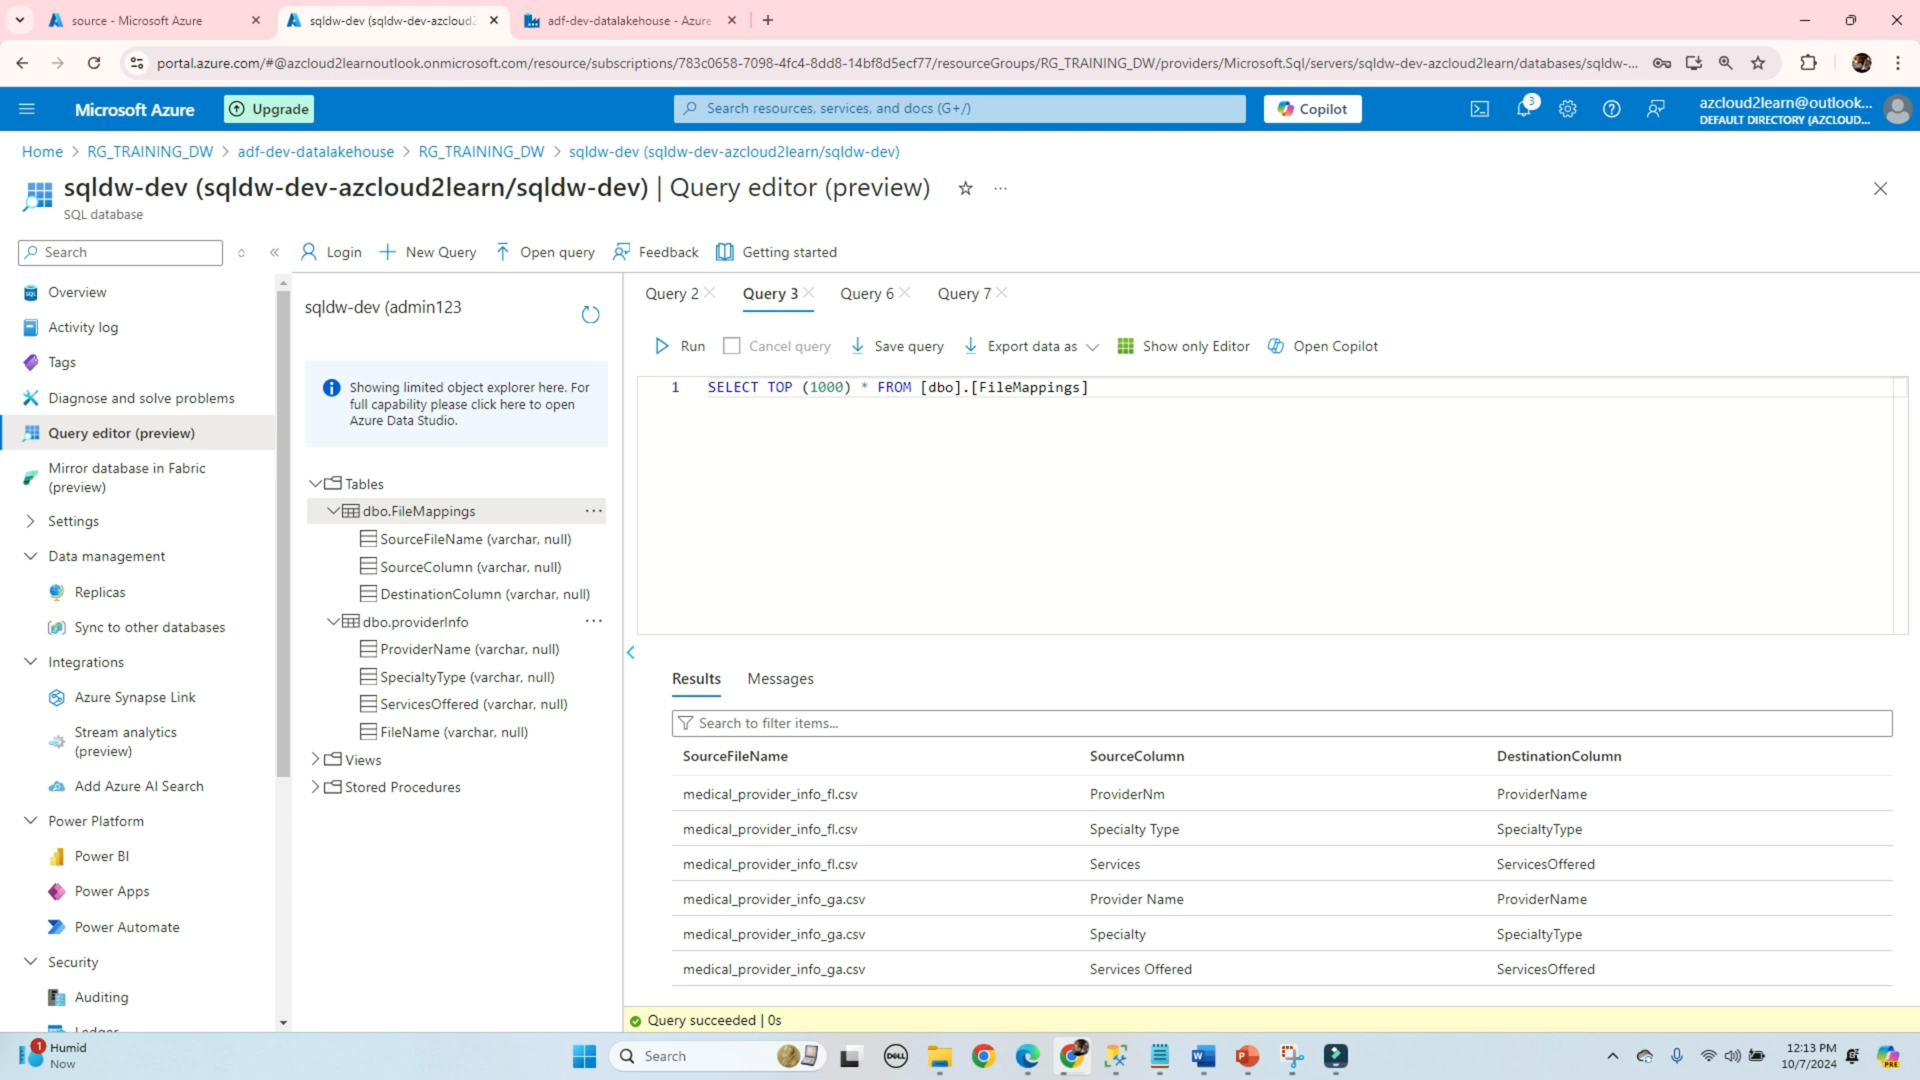 source - Microsoft Azure
sqldw-dev (sqldw-dev-azcloud2
adf-dev-datalakehouse - Azure
portal.azure.com/#@azcloud2learnoutlook.onmicrosoft.com/resource/subscriptions/783c0658-7098-4fc4-8dd8-14bf8d5ecf77/resourceGroups/RG_TRAINING_DW/providers/Microsoft.Sql/servers/sqldw-dev-azcloud2learn/databases/sqldw-...
Microsoft Azure
Upgrade
Search resources, services, and docs (G+/)
Copilot
3
azcloud2learn@outlook...
DEFAULT DIRECTORY (AZCLOUD...
Home > RG_TRAINING_DW > adf-dev-datalakehouse > RG_TRAINING_DW > sqldw-dev (sqldw-dev-azcloud2learn/sqldw-dev)
sqldw-dev (sqldw-dev-azcloud2learn/sqldw-dev) | Query editor (preview)
SQL database
Search
Login
New Query
Open query
Feedback
Getting started
Overview
Activity log
Tags
Diagnose and solve problems
Query editor (preview)
Mirror database in Fabric
(preview)
Settings
Data management
Replicas
Sync to other databases
Integrations
Azure Synapse Link
Stream analytics
(preview)
Add Azure AI Search
Power Platform
Power BI
Power Apps
Power Automate
Security
Auditing
Ledger
sqldw-dev (admin123
Showing limited object explorer here. For
full capability please click here to open
Azure Data Studio.
Tables
dbo.FileMappings
SourceFileName (varchar, null)
SourceColumn (varchar, null)
DestinationColumn (varchar, null)
dbo.providerInfo
ProviderName (varchar, null)
SpecialtyType (varchar, null)
ServicesOffered (varchar, null)
FileName (varchar, null)
Views
Stored Procedures
Query 2
Query 3
Query 6
Query 7
Run
Cancel query
Save query
Export data as
Show only Editor
Open Copilot
1 SELECT TOP (1000) * FROM [dbo].[FileMappings]
Results
Messages
Search to filter items...
SourceFileName SourceColumn DestinationColumn
medical_provider_info_fl.csv ProviderNm ProviderName
medical_provider_info_fl.csv Specialty Type SpecialtyType
medical_provider_info_fl.csv Services ServicesOffered
medical_provider_info_ga.csv Provider Name ProviderName
medical_provider_info_ga.csv Specialty SpecialtyType
medical_provider_info_ga.csv Services Offered ServicesOffered
Query succeeded | 0s
1
Humid
Now
Search
DELL
12:13 PM
10/7/2024
PRE